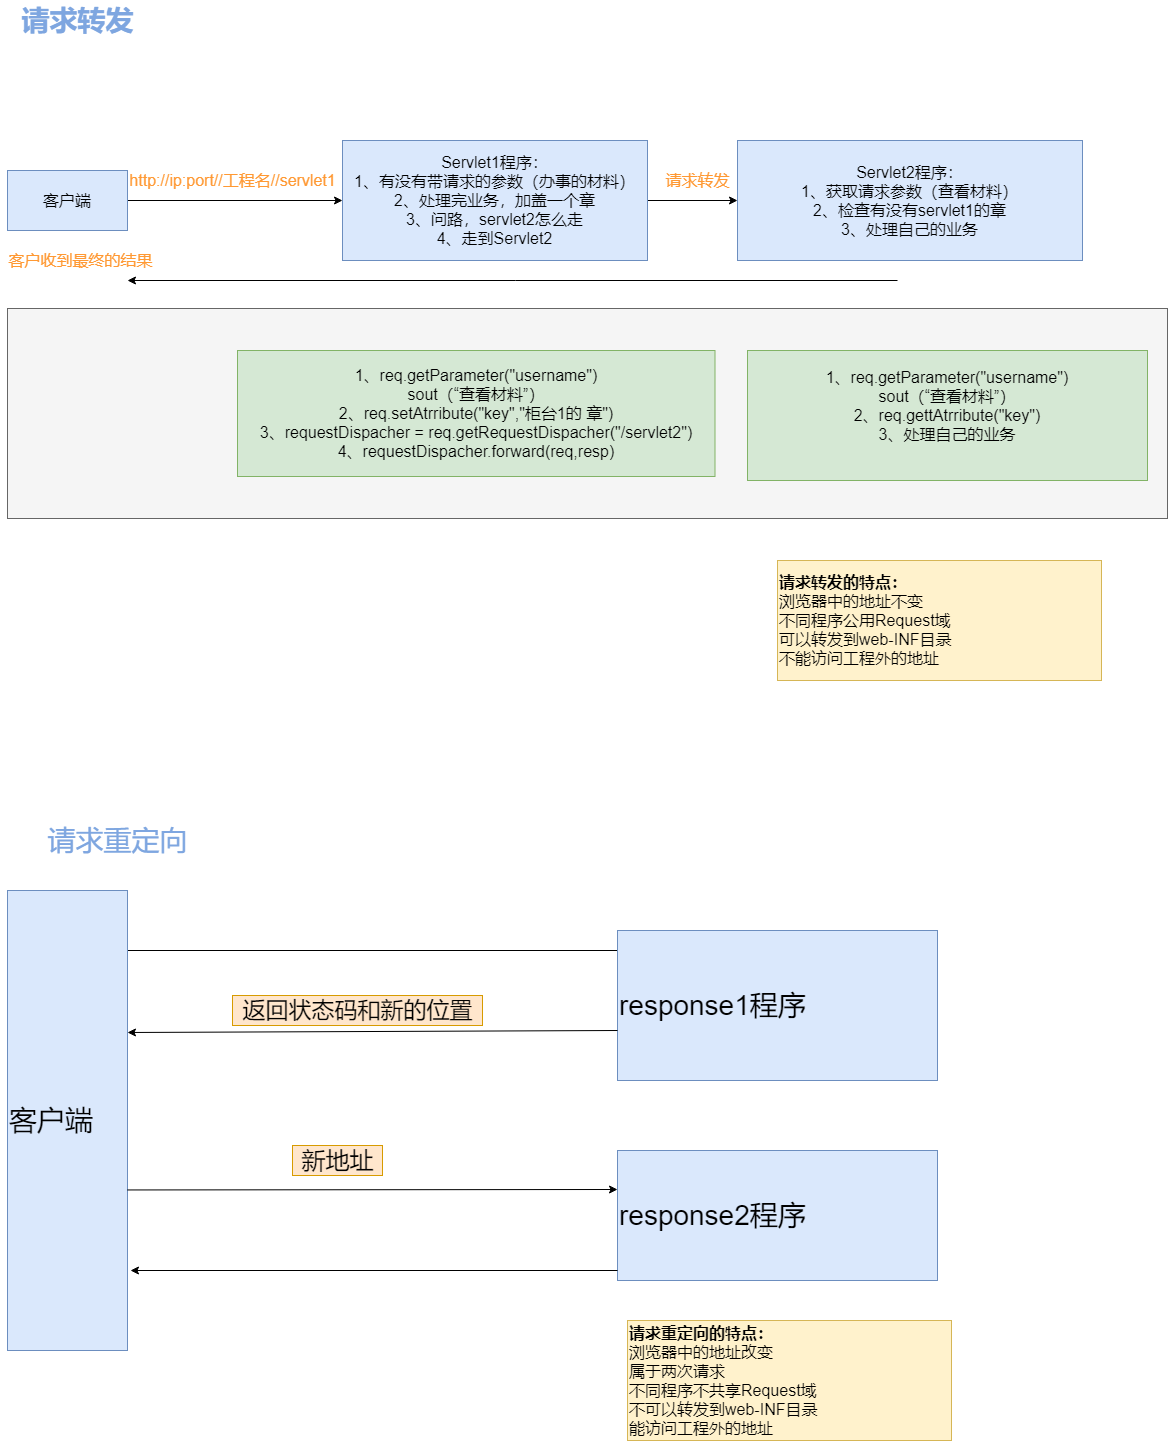 请求转发
客户端
http://ip:port//工程名//servlet1
Servlet1程序：
1、有没有带请求的参数（办事的材料）
2、处理完业务，加盖一个章
3、问路，servlet2怎么走
4、走到Servlet2
请求转发
Servlet2程序：
1、获取请求参数（查看材料）
2、检查有没有servlet1的章
3、处理自己的业务
客户收到最终的结果
1、req.getParameter("username")
sout（“查看材料”）
2、req.setAtrribute("key","柜台1的 章")
3、requestDispacher = req.getRequestDispacher("/servlet2")
4、requestDispacher.forward(req,resp)
1、req.getParameter("username")
sout（“查看材料”）
2、req.gettAtrribute("key")
3、处理自己的业务
请求转发的特点：
浏览器中的地址不变
不同程序公用Request域
可以转发到web-INF目录
不能访问工程外的地址
请求重定向
客户端
返回状态码和新的位置
response1程序
新地址
response2程序
请求重定向的特点：
浏览器中的地址改变
属于两次请求
不同程序不共享Request域
不可以转发到web-INF目录
能访问工程外的地址